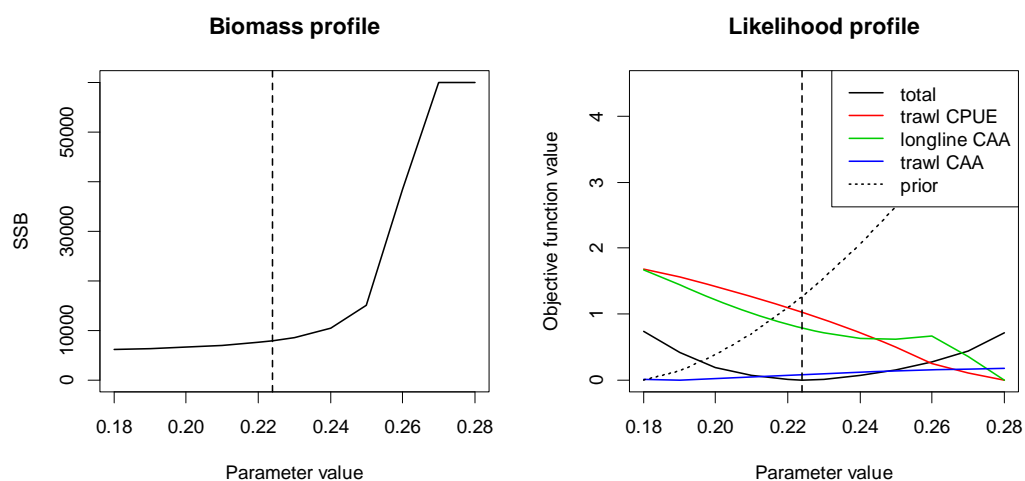 Biomass profile
SSB
50000
30000
10000
0
0.18 0.20 0.22 0.24 0.26 0.28
Parameter value
Likelihood profile
Objective function value
4
3
2
1
0
total
trawl CPUE
longline CAA
trawl CAA
prior
0.18 0.20 0.22 0.24 0.26 0.28
Parameter value